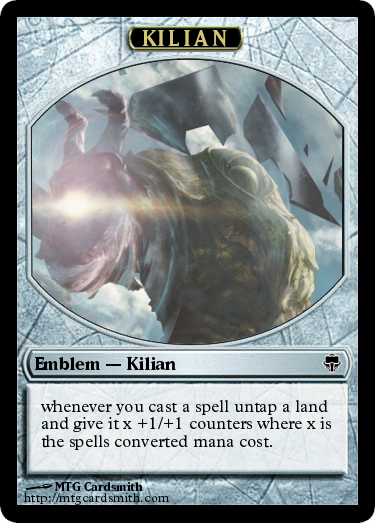 KILIAN
Emblem — Kilian
whenever you cast a spell untap a land
and give it x +1/+1 counters where x is
the spells converted mana cost.
MTG Cardsmith
http://mtgcardsmith.com